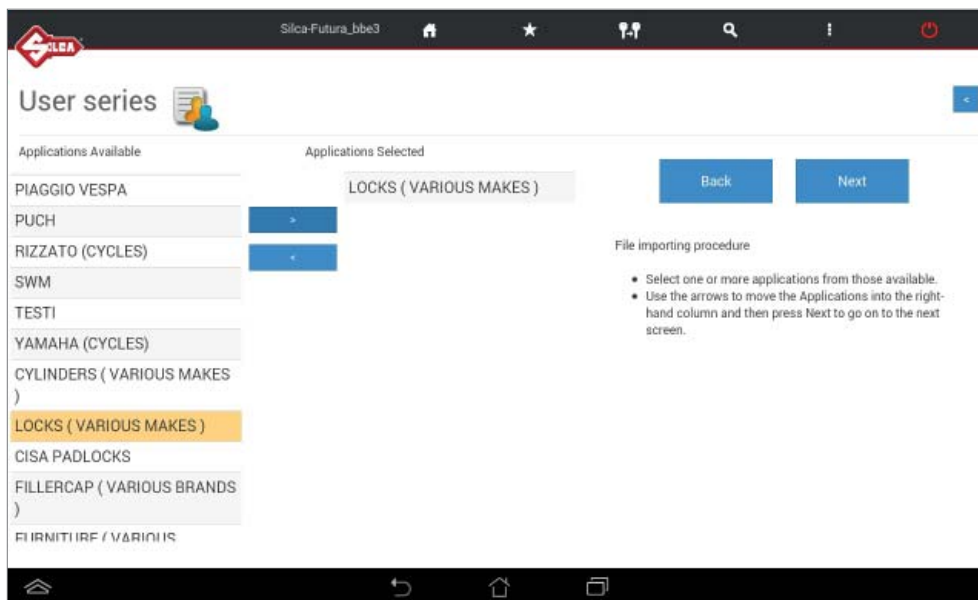 SILCA
Silca-Futura_bbe3
User series
<
Applications Available
Applications Selected
PIAGGIO VESPA
PUCH
RIZZATO (CYCLES)
SWM
TESTI
YAMAHA (CYCLES)
CYLINDERS ( VARIOUS MAKES
)
LOCKS ( VARIOUS MAKES )
CISA PADLOCKS
FILLERCAP ( VARIOUS BRANDS
)
FURNITURE ( VARIOUS
>
<
LOCKS ( VARIOUS MAKES )
Back
Next
File importing procedure
• Select one or more applications from those available.
• Use the arrows to move the Applications into the right-
hand column and then press Next to go on to the next
screen.